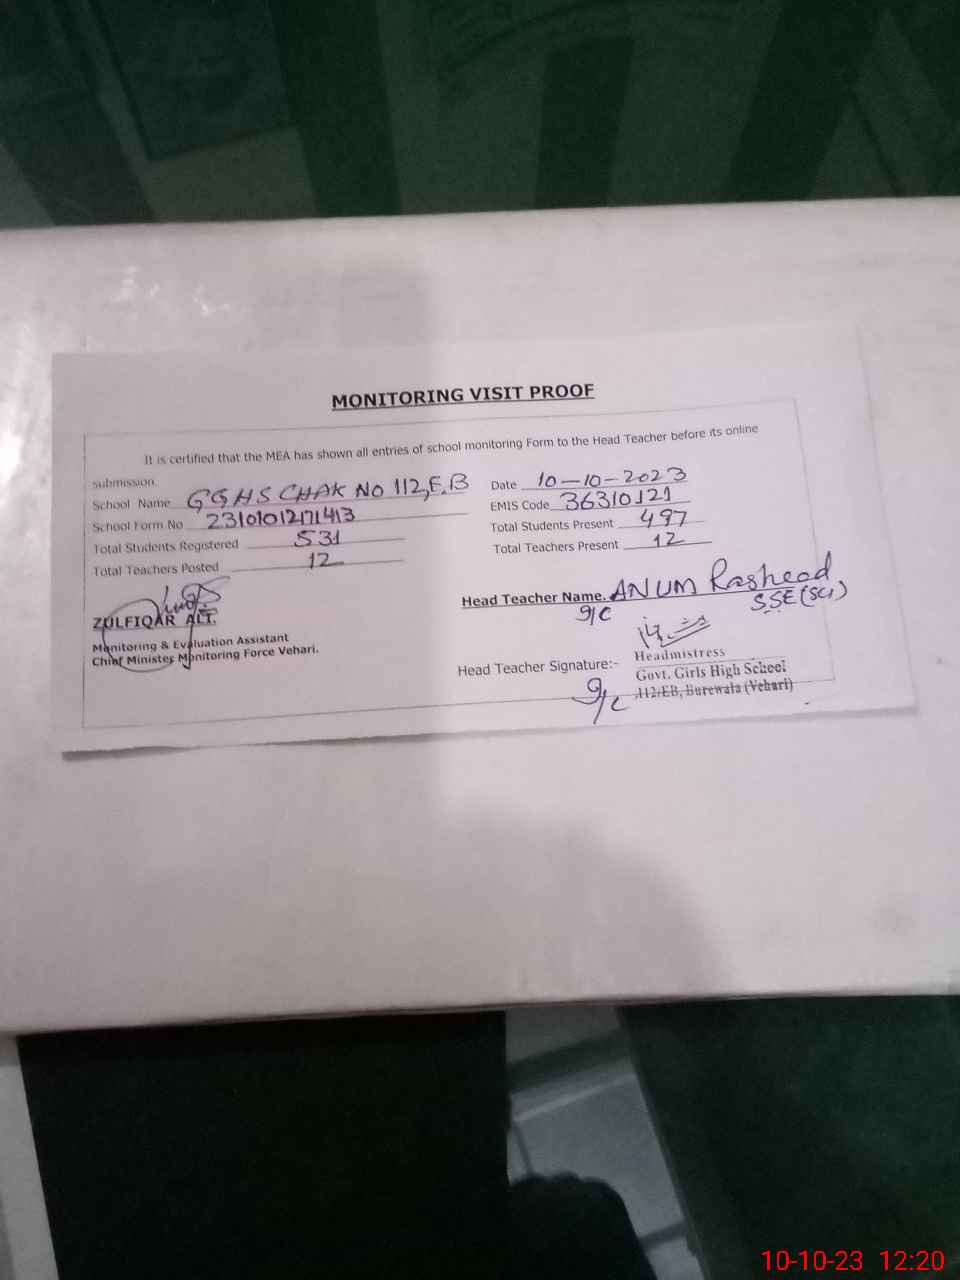 MONITORING VISIT PROOF
It is certified that the MEA has shown all entries of school monitoring Form to the Head Teacher before its online
submission.
School Name GGHS CHAK NO 112,E.B
Date 10-10-2023
School Form No 23101012171413
EMIS Code 36310121
Total Students Registered 531
Total Students Present 497
Total Teachers Posted 12
Total Teachers Present 12
ZULFIQAR ALI.
Monitoring & Evaluation Assistant
Chief Minister Monitoring Force Vehari.
Head Teacher Name. ANUM Rasheed
9/c SSE(Sci)
Head Teacher Signature:-
Headmistress
Govt. Girls High School
112/EB, Burewala (Vehari)
9/c
10-10-23 12:20